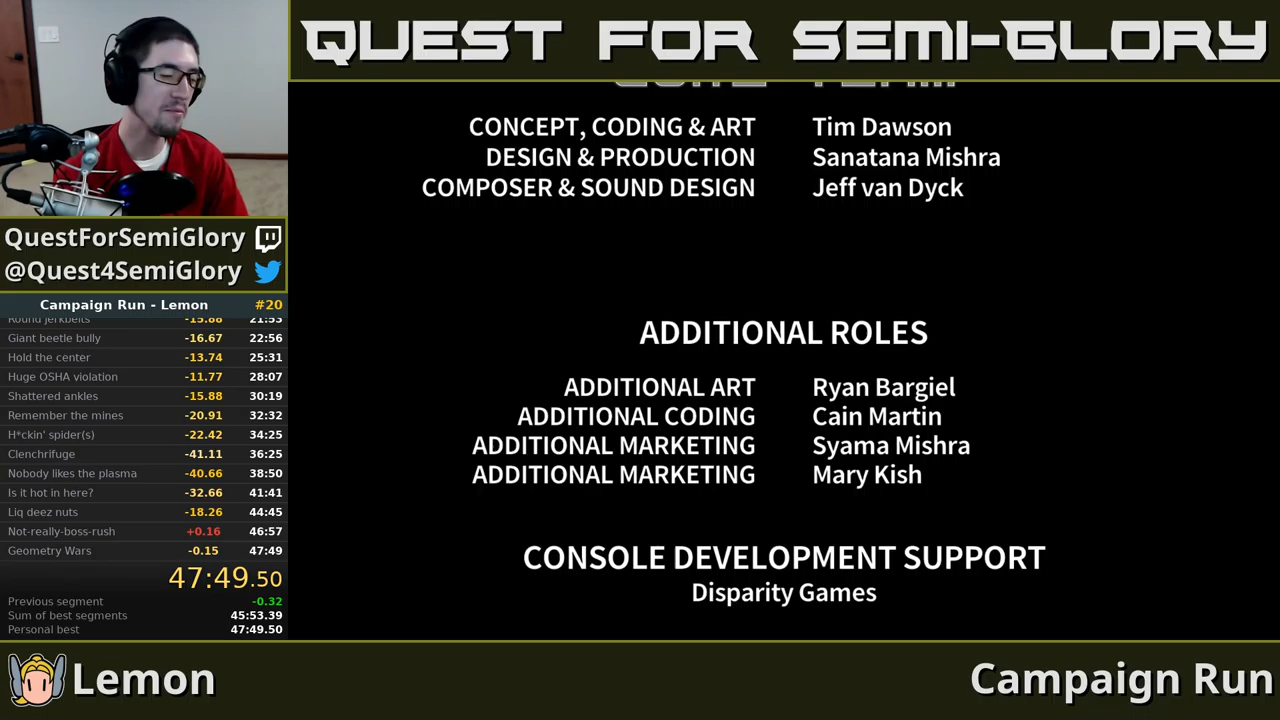 QUEST FOR SEMI-GLORY
CONCEPT, CODING & ART Tim Dawson
DESIGN & PRODUCTION Sanatana Mishra
COMPOSER & SOUND DESIGN Jeff van Dyck
ADDITIONAL ROLES
ADDITIONAL ART Ryan Bargiel
ADDITIONAL CODING Cain Martin
ADDITIONAL MARKETING Syama Mishra
ADDITIONAL MARKETING Mary Kish
CONSOLE DEVELOPMENT SUPPORT
Disparity Games
QuestForSemiGlory
@Quest4SemiGlory
Campaign Run - Lemon #20
Round jerkbelts -15.88 21:53
Giant beetle bully -16.67 22:56
Hold the center -13.74 25:31
Huge OSHA violation -11.77 28:07
Shattered ankles -15.88 30:19
Remember the mines -20.91 32:32
H*ckin' spider(s) -22.42 34:25
Clenchrifuge -41.11 36:25
Nobody likes the plasma -40.66 38:50
Is it hot in here? -32.66 41:41
Liq deez nuts -18.26 44:45
Not-really-boss-rush +0.16 46:57
Geometry Wars -0.15 47:49
47:49.50
Previous segment -0.32
Sum of best segments 45:53.39
Personal best 47:49.50
Lemon
Campaign Run